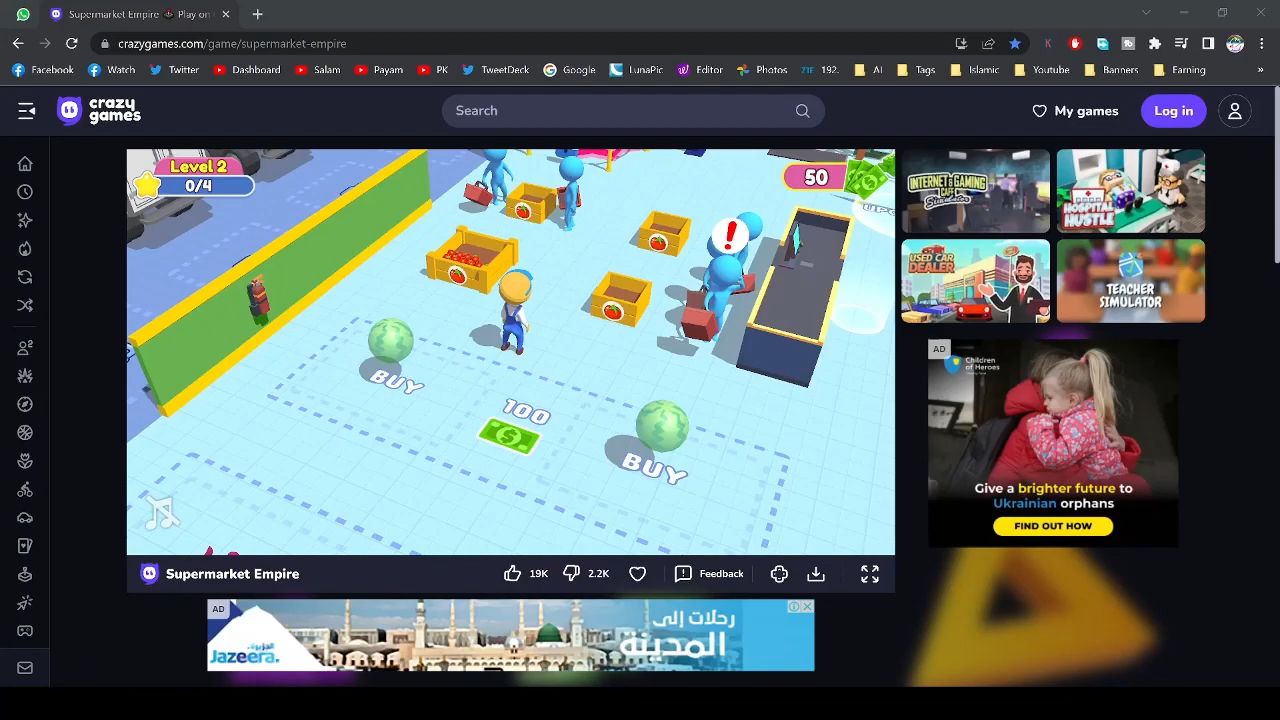 Supermarket Empire Play on
crazygames.com/game/supermarket-empire
Facebook Watch Twitter Dashboard Salam Payam PK TweetDeck Google LunaPic Editor Photos 192. AI Tags Islamic Youtube Banners Earning »
crazy games
Search
My games
Log in
Level 2
0/4
50
BUY
100
BUY
INTERNET & GAMING CAFE Simulator
HOSPITAL HUSTLE
USED CAR DEALER
TEACHER SIMULATOR
AD
Children of Heroes
Give a brighter future to
Ukrainian orphans
FIND OUT HOW
Supermarket Empire
19K
2.2K
Feedback
AD
الجزيرة
Jazeera.
رحلات إلى
المدينة